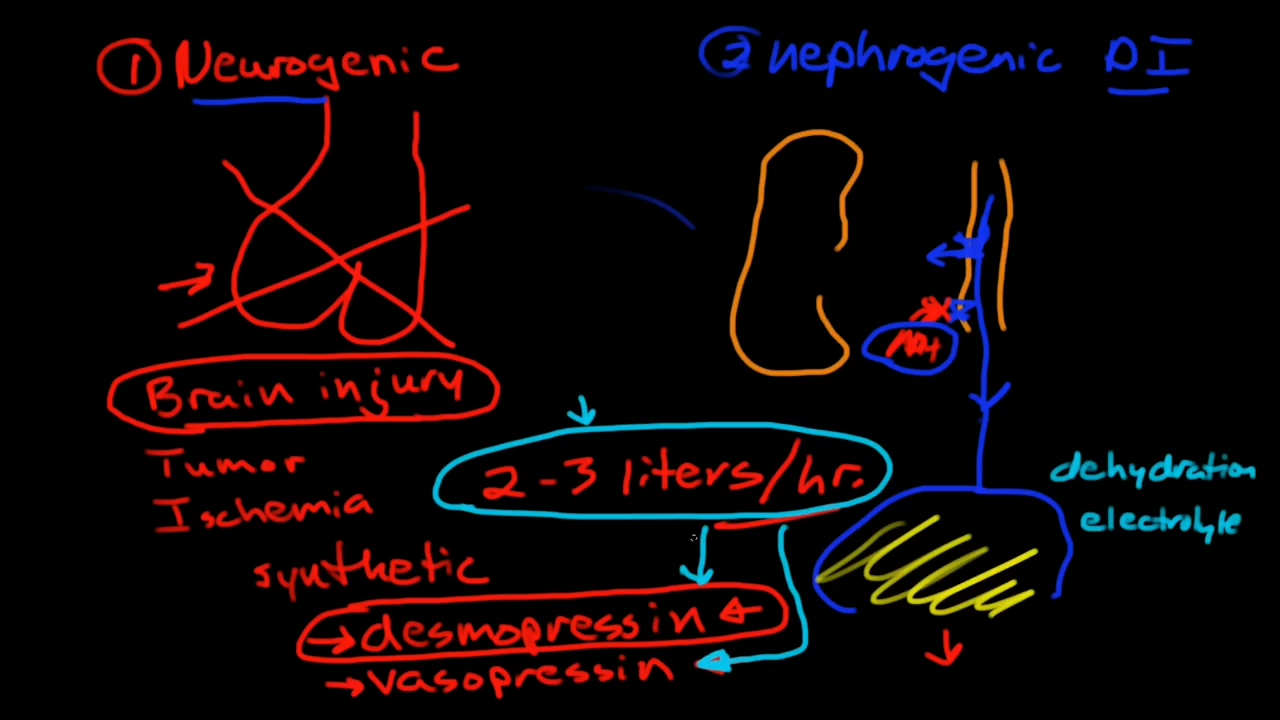 ① Neurogenic
② nephrogenic DI
Brain injury
Tumor
Ischemia
2-3 liters/hr.
dehydration
electrolyte
synthetic
→ desmopressin ←
→ vasopressin